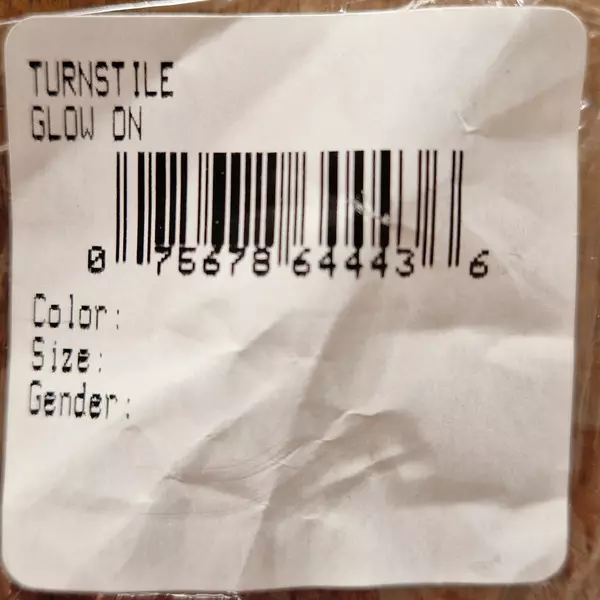 TURNSTILE
GLOW ON
0 75678 64443 6
Color:
Size:
Gender: